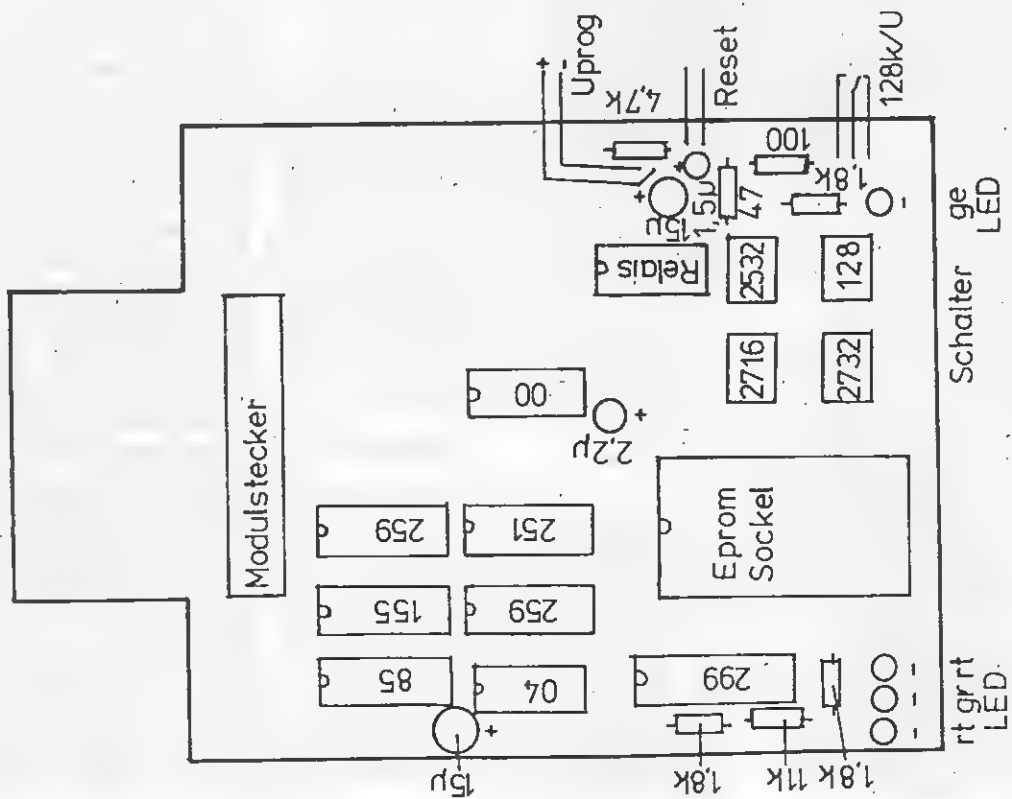 +
-
Uprog
4,7k
Reset
128k/U
+
+
15µ
1,5µ
47
100
1,8k
-
ge
LED
Schalter
Relais
2532
128
2716
2732
Modulstecker
00
2,2µ
+
259
251
155
259
85
04
Eprom
Sockel
299
15µ
+
1,8k
11k
1,8k
-
-
-
rt gr rt
LED